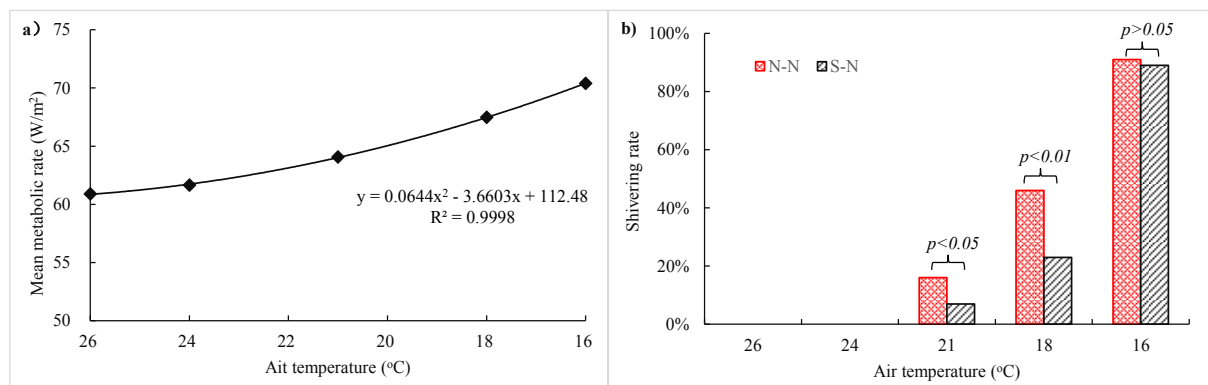 a)
75
70
65
60
55
50
Mean metabolic rate (W/m²)
y = 0.0644x² - 3.6603x + 112.48
R² = 0.9998
26 24 22 20 18 16
Ait temperature (°C)
b)
100%
80%
60%
40%
20%
0%
Shivering rate
N-N S-N
p<0.05
p<0.01
p>0.05
26 24 21 18 16
Air temperature (°C)